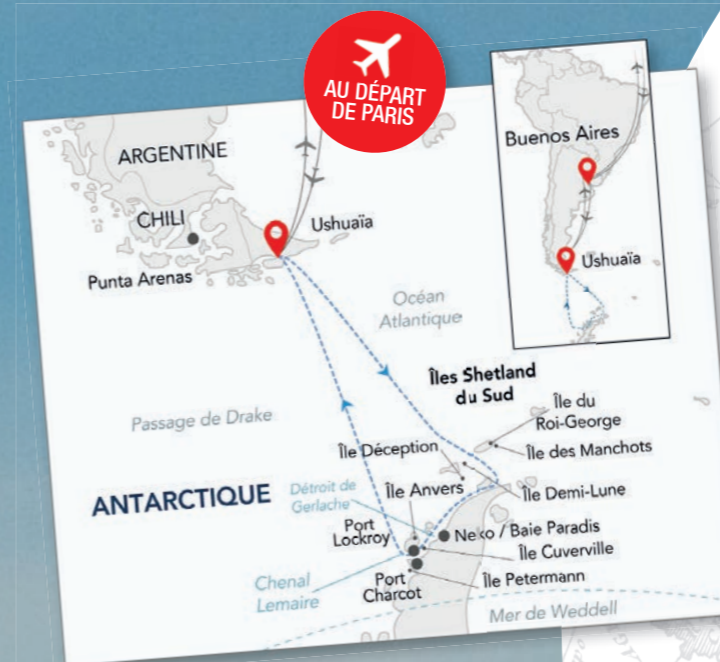 AU DÉPART
DE PARIS
ARGENTINE
CHILI
Punta Arenas
Ushuaïa
Océan
Atlantique
Passage de Drake
Îles Shetland
du Sud
Île du
Roi-George
Île des Manchots
Île Déception
Île Demi-Lune
ANTARCTIQUE
Détroit de
Gerlache
Île Anvers
Port
Lockroy
Neko / Baie Paradis
Île Cuverville
Chenal
Lemaire
Port
Charcot
Île Petermann
Mer de Weddell
Buenos Aires
Ushuaïa